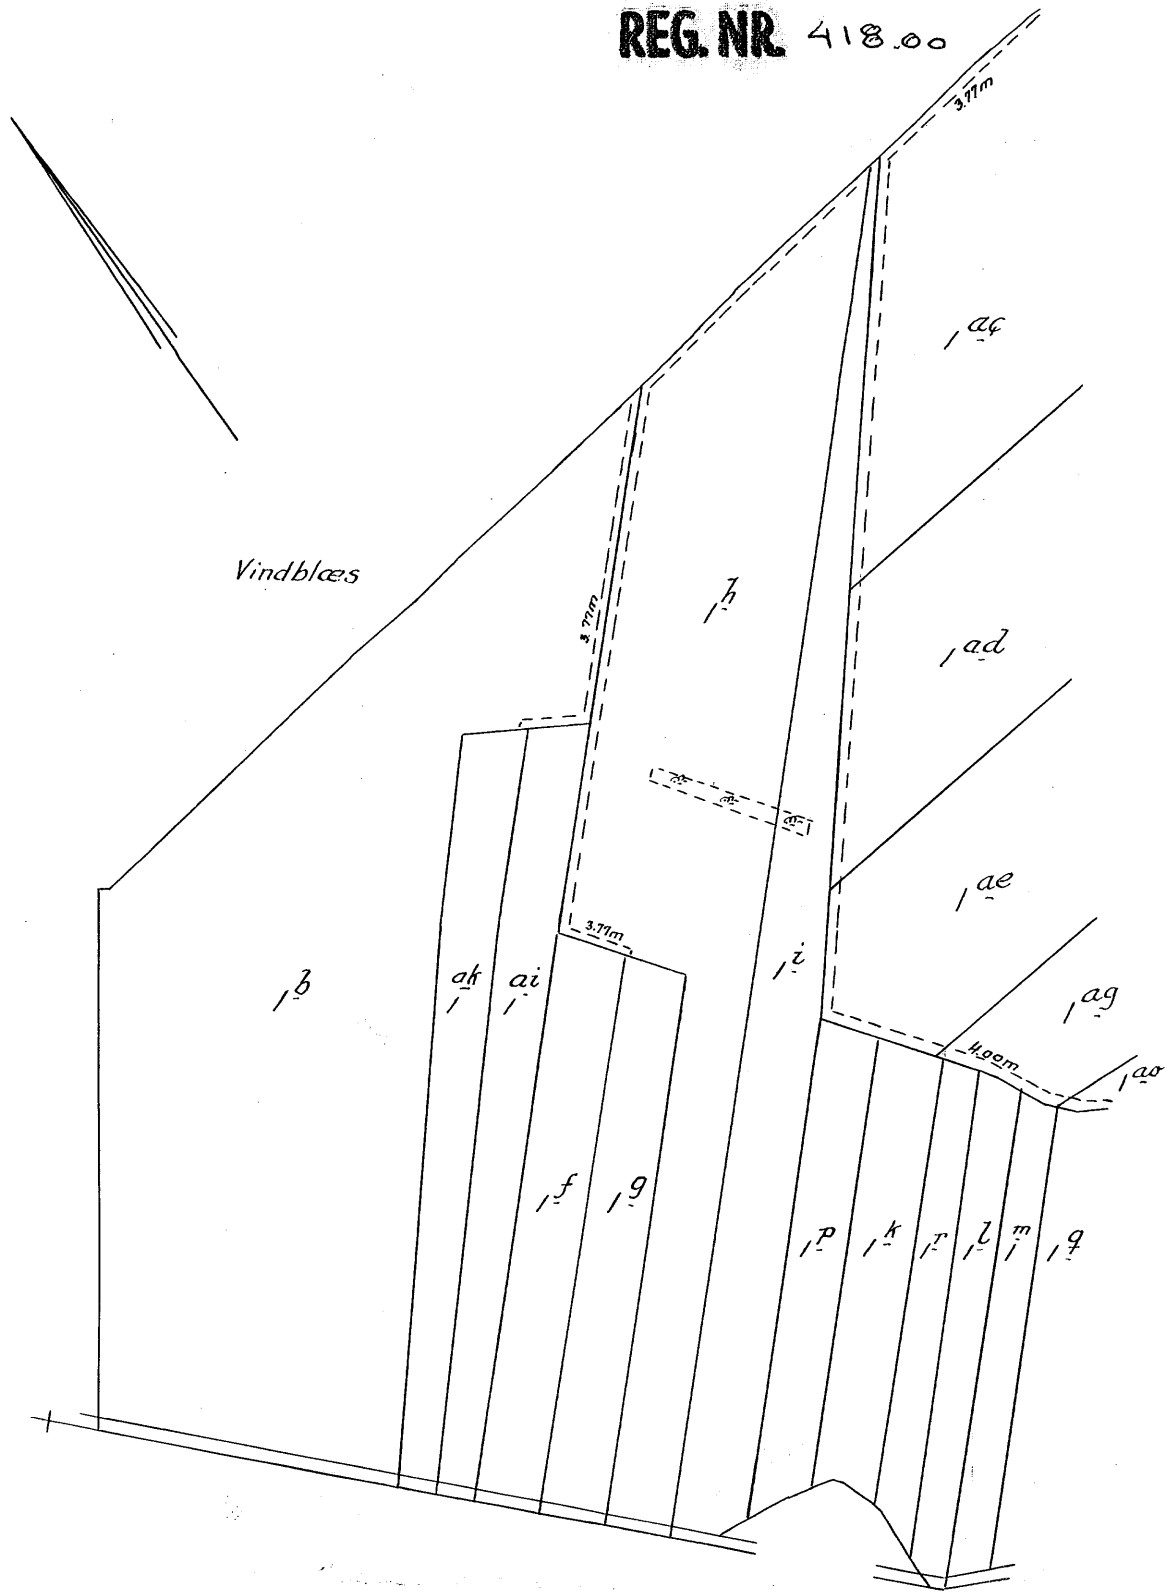 REG. NR. 418.00
3.77m
1ac
Vindblæs
3.77m
1h
1ad
1ae
3.77m
1b
1ak
1ai
1i
1ag
4.00m
1ao
1f
1g
1p
1k
1r
1l
1m
1q